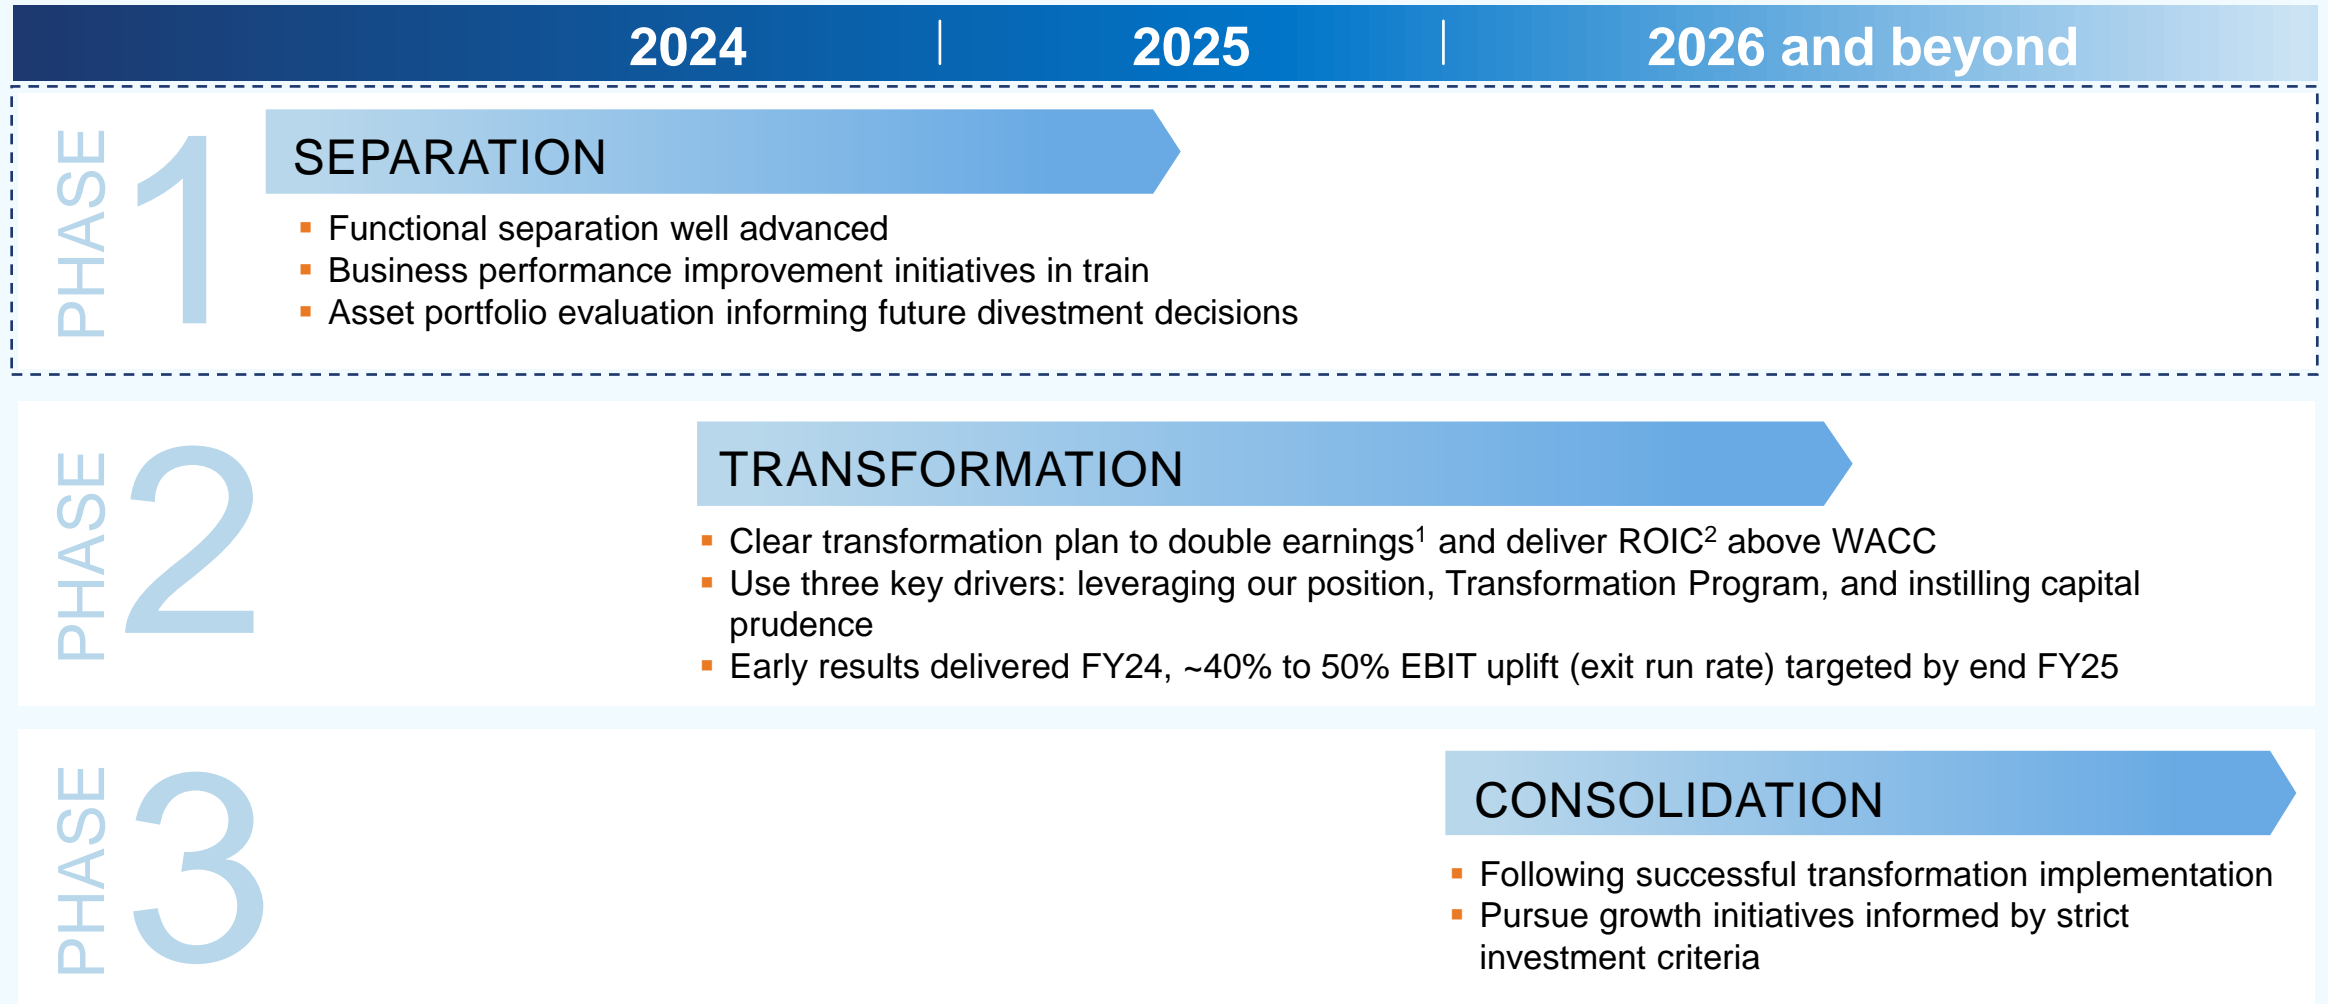 2024 2025 2026 and beyond
PHASE 1
SEPARATION
▪ Functional separation well advanced
▪ Business performance improvement initiatives in train
▪ Asset portfolio evaluation informing future divestment decisions
PHASE 2
TRANSFORMATION
▪ Clear transformation plan to double earnings¹ and deliver ROIC² above WACC
▪ Use three key drivers: leveraging our position, Transformation Program, and instilling capital
prudence
▪ Early results delivered FY24, ~40% to 50% EBIT uplift (exit run rate) targeted by end FY25
PHASE 3
CONSOLIDATION
▪ Following successful transformation implementation
▪ Pursue growth initiatives informed by strict
investment criteria